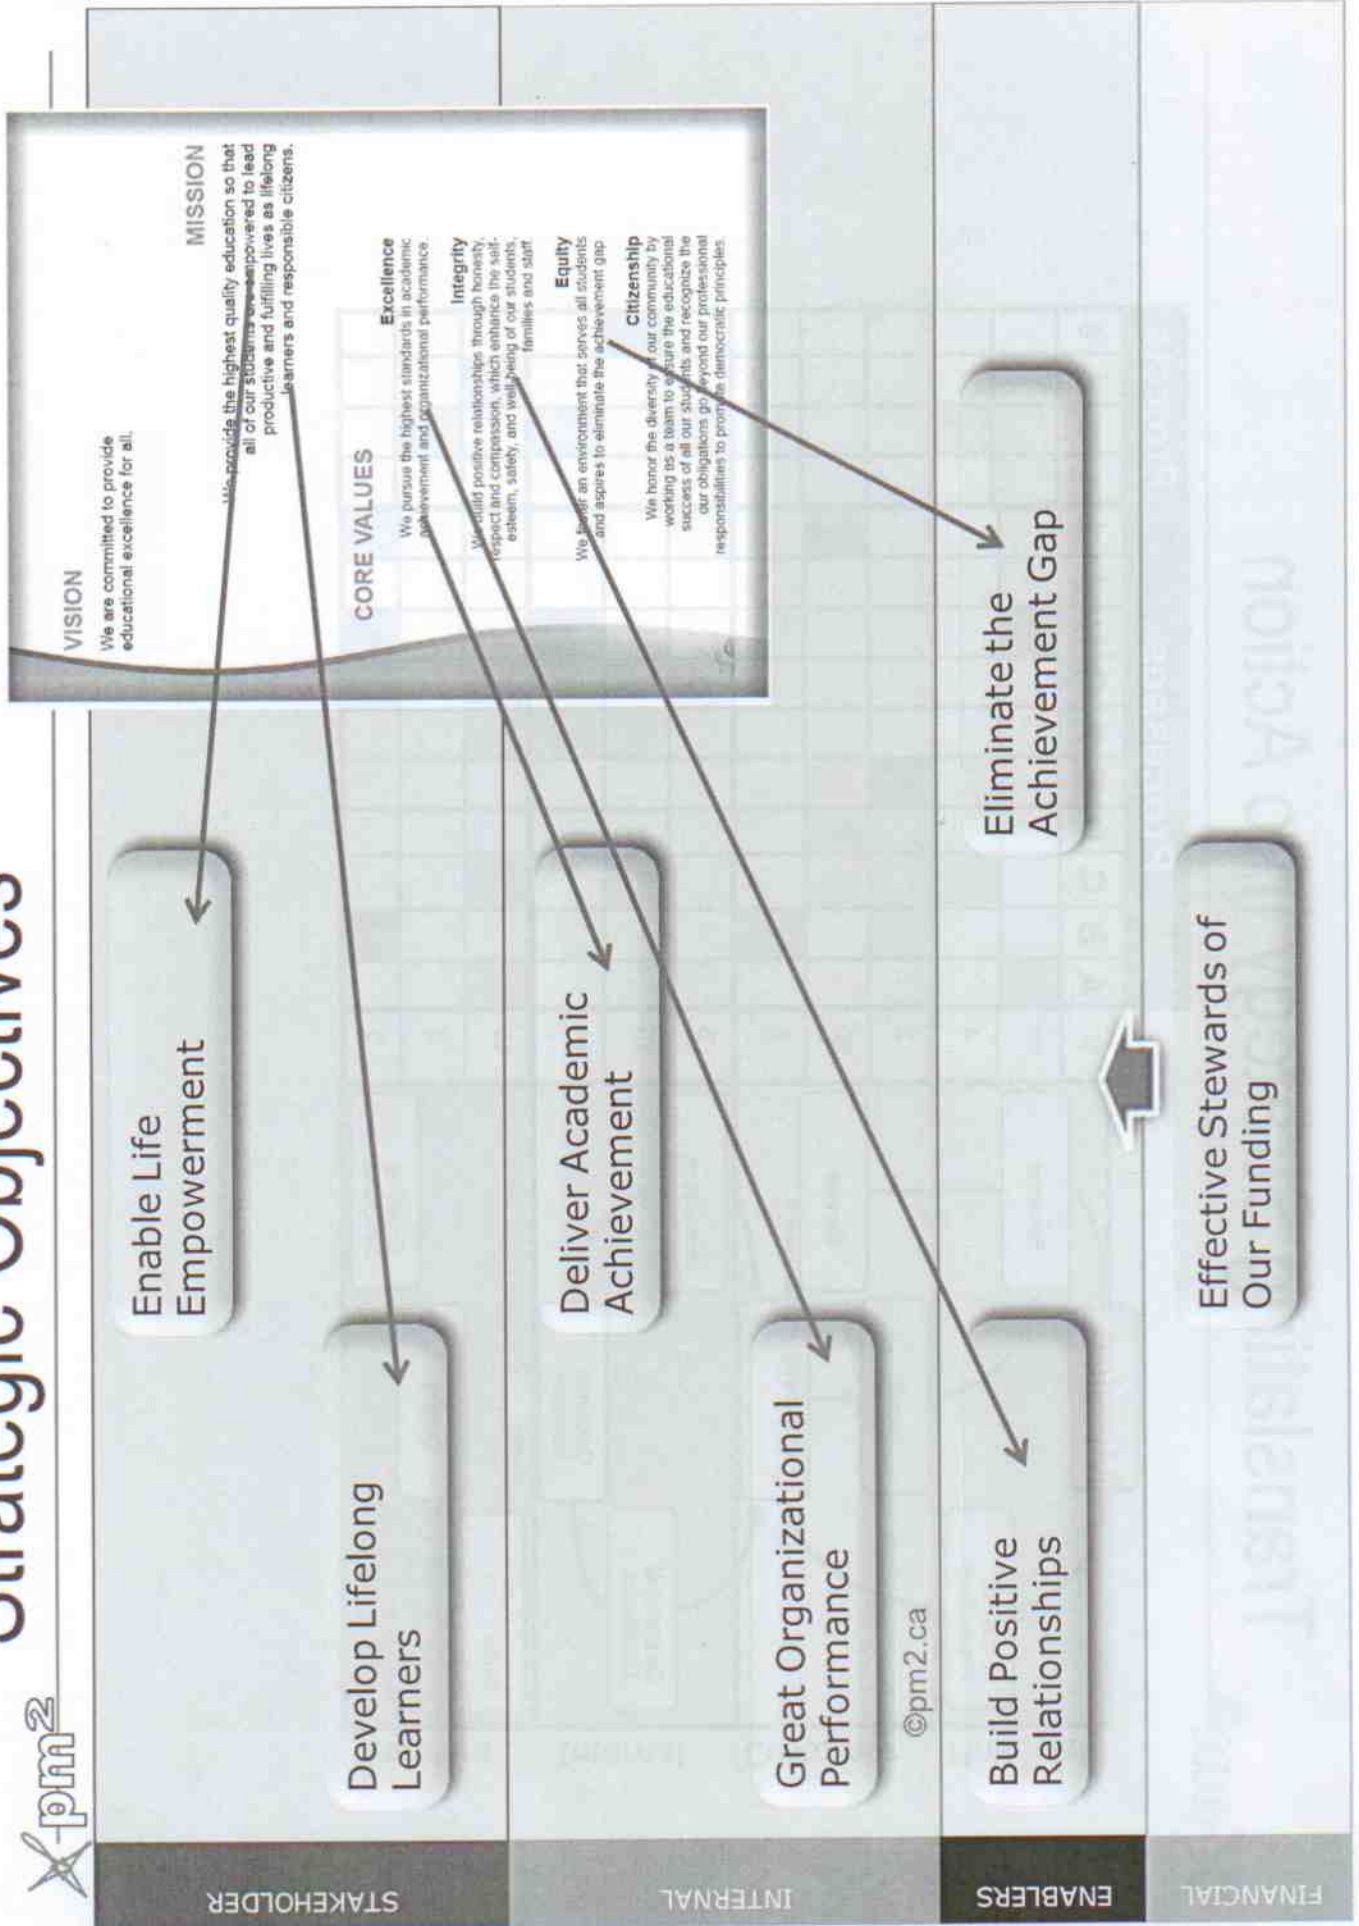 Strategic Objectives
pm2
STAKEHOLDER
Enable Life
Empowerment
Develop Lifelong
Learners
VISION
We are committed to provide
educational excellence for all.
MISSION
We provide the highest quality education so that
all of our students are empowered to lead
productive and fulfilling lives as lifelong
learners and responsible citizens.
CORE VALUES
Excellence
We pursue the highest standards in academic
achievement and organizational performance.
Integrity
We build positive relationships through honesty,
respect and compassion, which enhance the self-
esteem, safety, and well-being of our students,
families and staff.
Equity
We foster an environment that serves all students
and aspires to eliminate the achievement gap.
Citizenship
We honor the diversity of our community by
working as a team to ensure the educational
success of all our students and recognize the
our obligations go beyond our professional
responsibilities to promote democratic principles.
INTERNAL
Deliver Academic
Achievement
Great Organizational
Performance
©pm2.ca
ENABLERS
Build Positive
Relationships
Eliminate the
Achievement Gap
FINANCIAL
Effective Stewards of
Our Funding